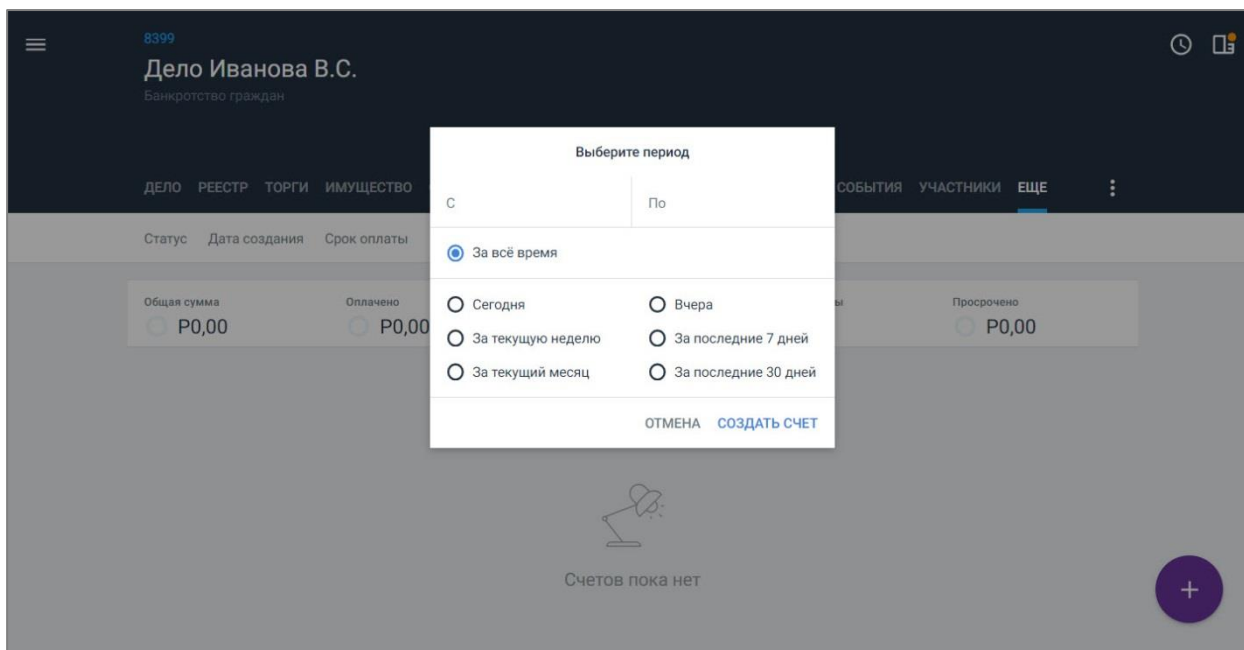 8399
Дело Иванова В.С.
Банкротство граждан
ДЕЛО РЕЕСТР ТОРГИ ИМУЩЕСТВО СОБЫТИЯ УЧАСТНИКИ ЕЩЕ
Статус Дата создания Срок оплаты
Общая сумма Оплачено Просрочено
Р0,00 Р0,00 Р0,00
Выберите период
С По
За всё время
Сегодня Вчера
За текущую неделю За последние 7 дней
За текущий месяц За последние 30 дней
ОТМЕНА СОЗДАТЬ СЧЕТ
Счетов пока нет